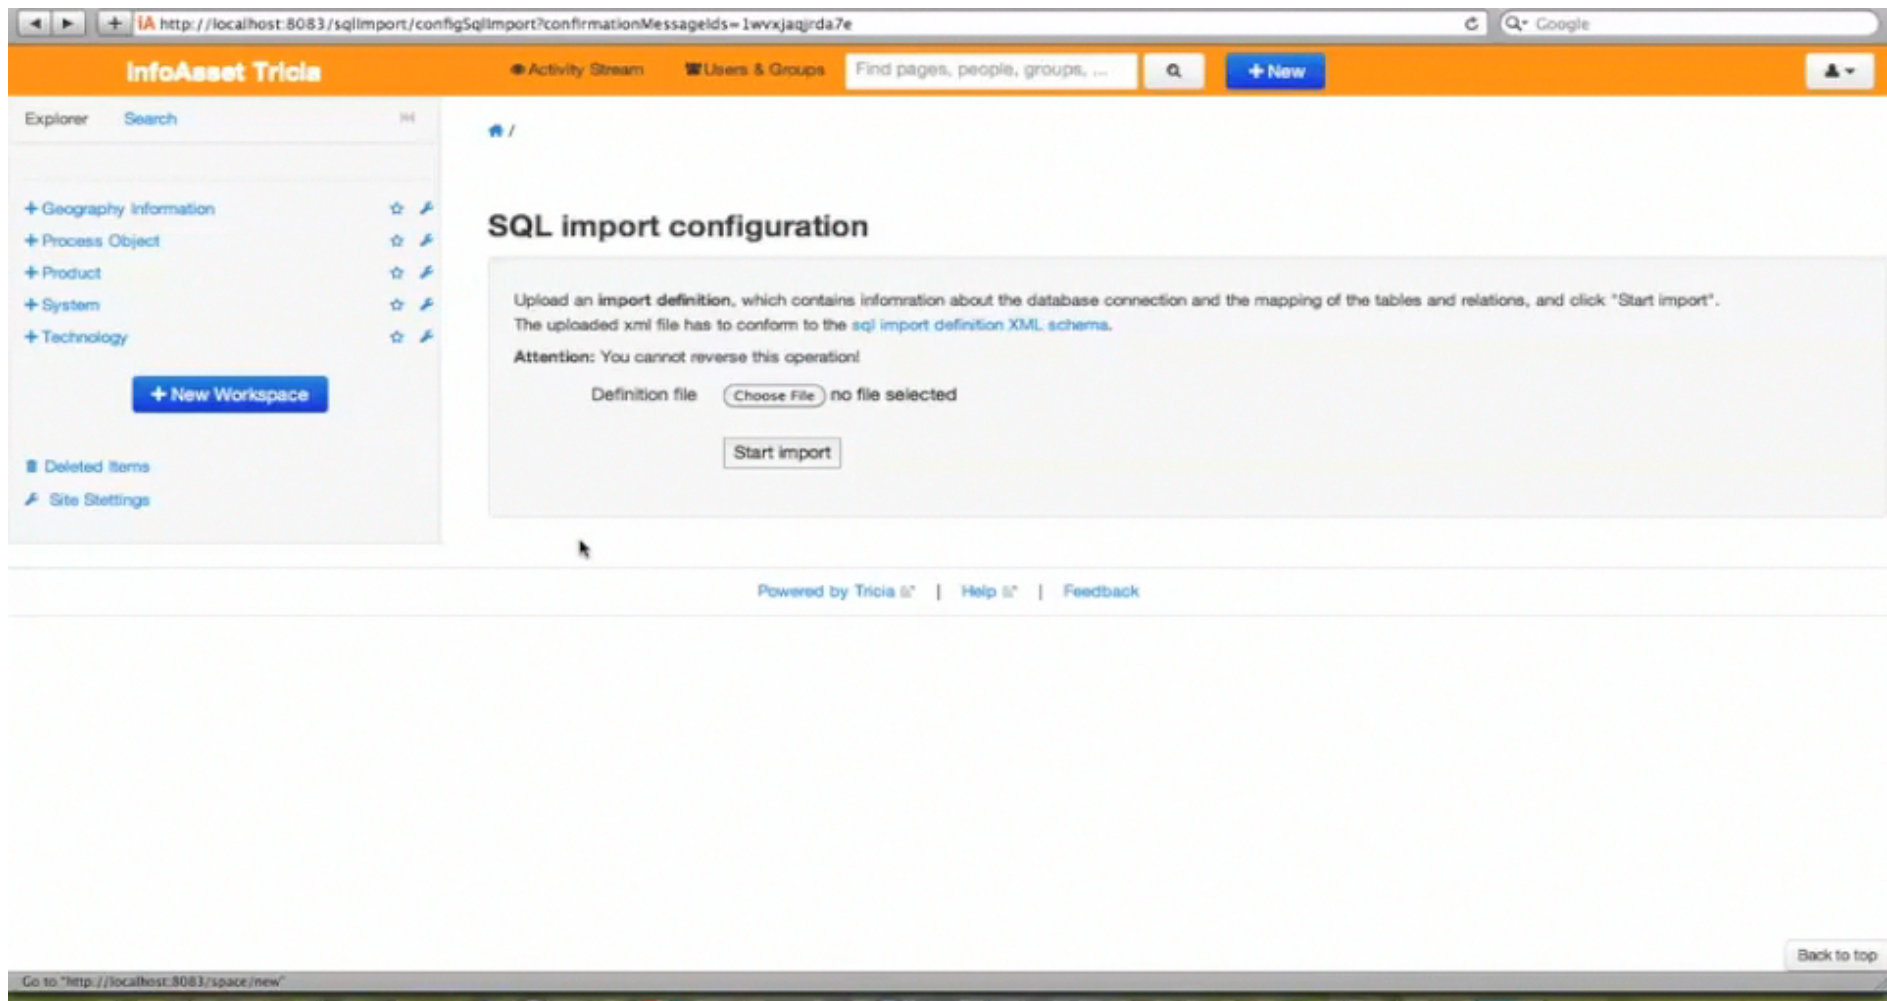 http://localhost:8083/sqlImport/configSqlImport?confirmationMessageIds=1wvxjaqjrda7e
Google
InfoAsset Tricia
Activity Stream
Users & Groups
Find pages, people, groups, ...
+ New
Explorer Search
/
+ Geography Information
+ Process Object
+ Product
+ System
+ Technology
+ New Workspace
Deleted Items
Site Stettings
SQL import configuration
Upload an import definition, which contains infomration about the database connection and the mapping of the tables and relations, and click "Start import".
The uploaded xml file has to conform to the sql import definition XML schema.
Attention: You cannot reverse this operation!
Definition file Choose File no file selected
Start import
Powered by Tricia | Help | Feedback
Back to top
Go to "http://localhost:8083/space/new"